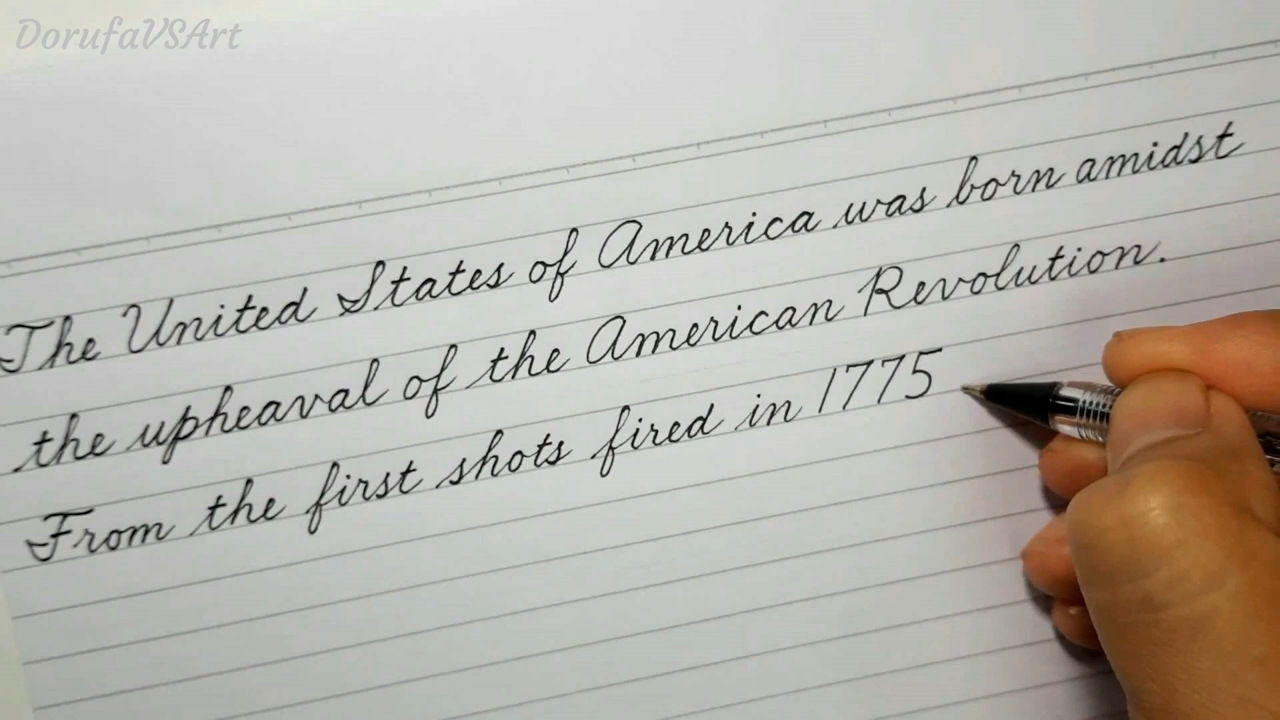 DorufaVSArt
The United States of America was born amidst
the upheaval of the American Revolution.
From the first shots fired in 1775